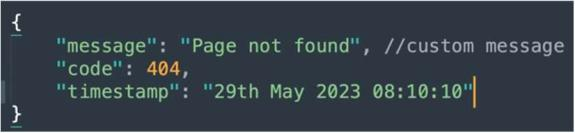 {
"message": "Page not found", //custom message
"code": 404,
"timestamp": "29th May 2023 08:10:10"
}